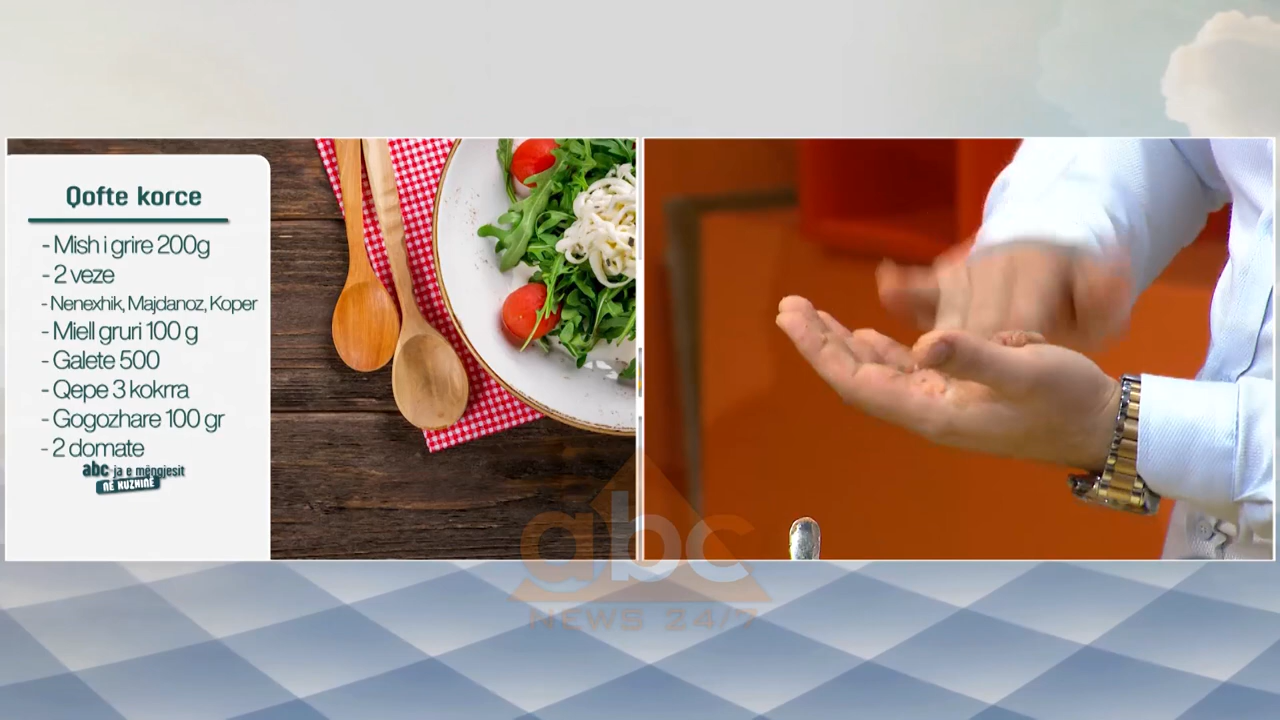 Qofte korce
- Mish i grire 200g
- 2 veze
- Nenexhik, Majdanoz, Koper
- Miell gruri 100 g
- Galete 500
- Qepe 3 kokrra
- Gogozhare 100 gr
- 2 domate
abc-ja e mëngjesit
NË KUZHINË
abc
NEWS 24/7